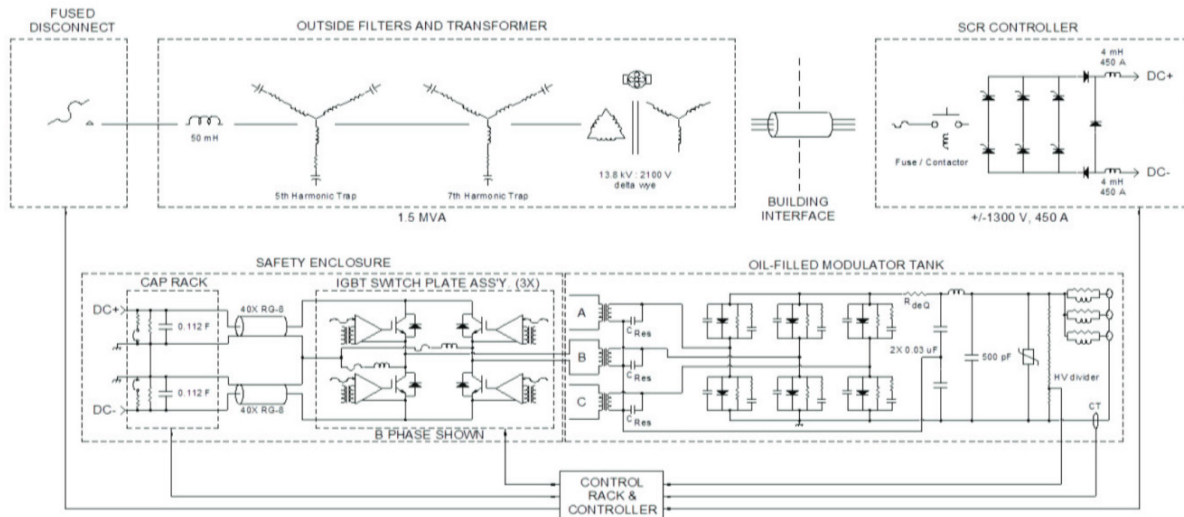 FUSED
DISCONNECT
OUTSIDE FILTERS AND TRANSFORMER
SCR CONTROLLER
50 mH
5th Harmonic Trap
7th Harmonic Trap
13.8 kV : 2100 V
delta wye
1.5 MVA
BUILDING
INTERFACE
Fuse / Contactor
4 mH
450 A
DC+
DC-
4 mH
450 A
+/-1300 V, 450 A
SAFETY ENCLOSURE
CAP RACK
IGBT SWITCH PLATE ASS'Y. (3X)
OIL-FILLED MODULATOR TANK
DC+
0.112 F
40X RG-8
0.112 F
DC-
40X RG-8
B PHASE SHOWN
A
CRes
B
CRes
C
CRes
RdeQ
2X 0.03 uF
500 pF
HV divider
CT
CONTROL
RACK &
CONTROLLER